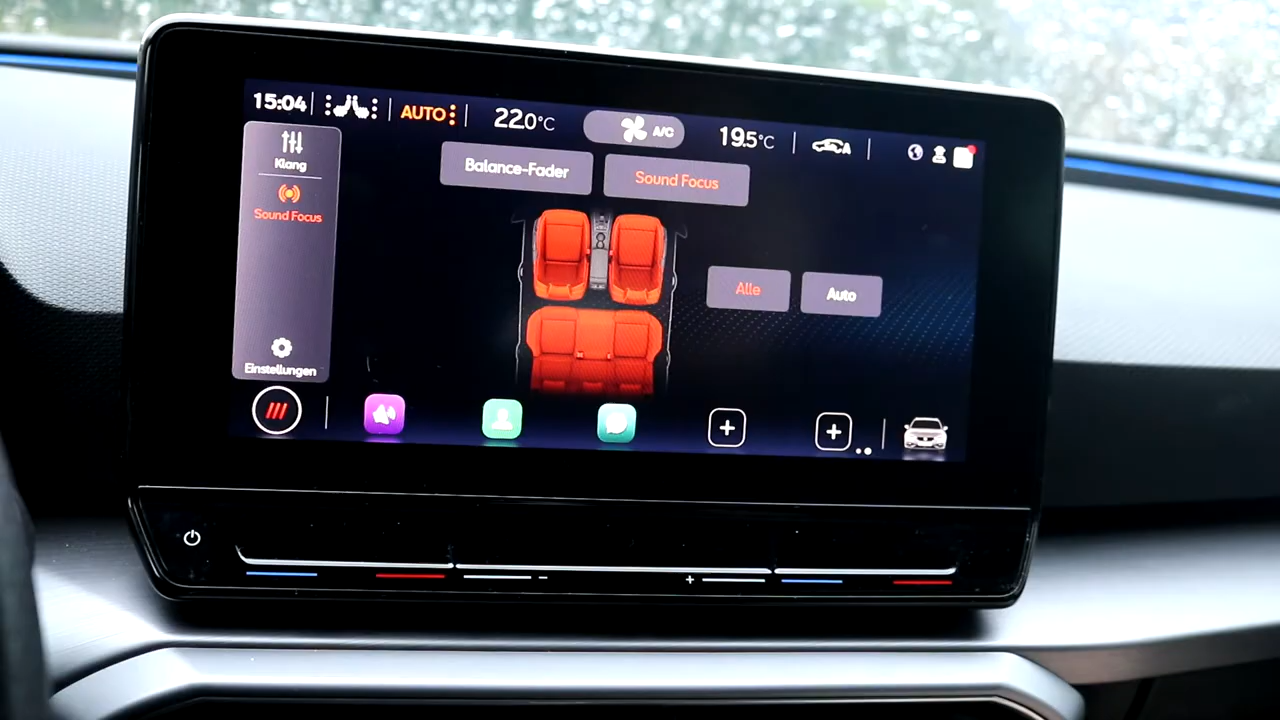 15:04 AUTO 22.0°C A/C 19.5°C A
Klang
Balance-Fader
Sound Focus
Sound Focus
Alle
Auto
Einstellungen